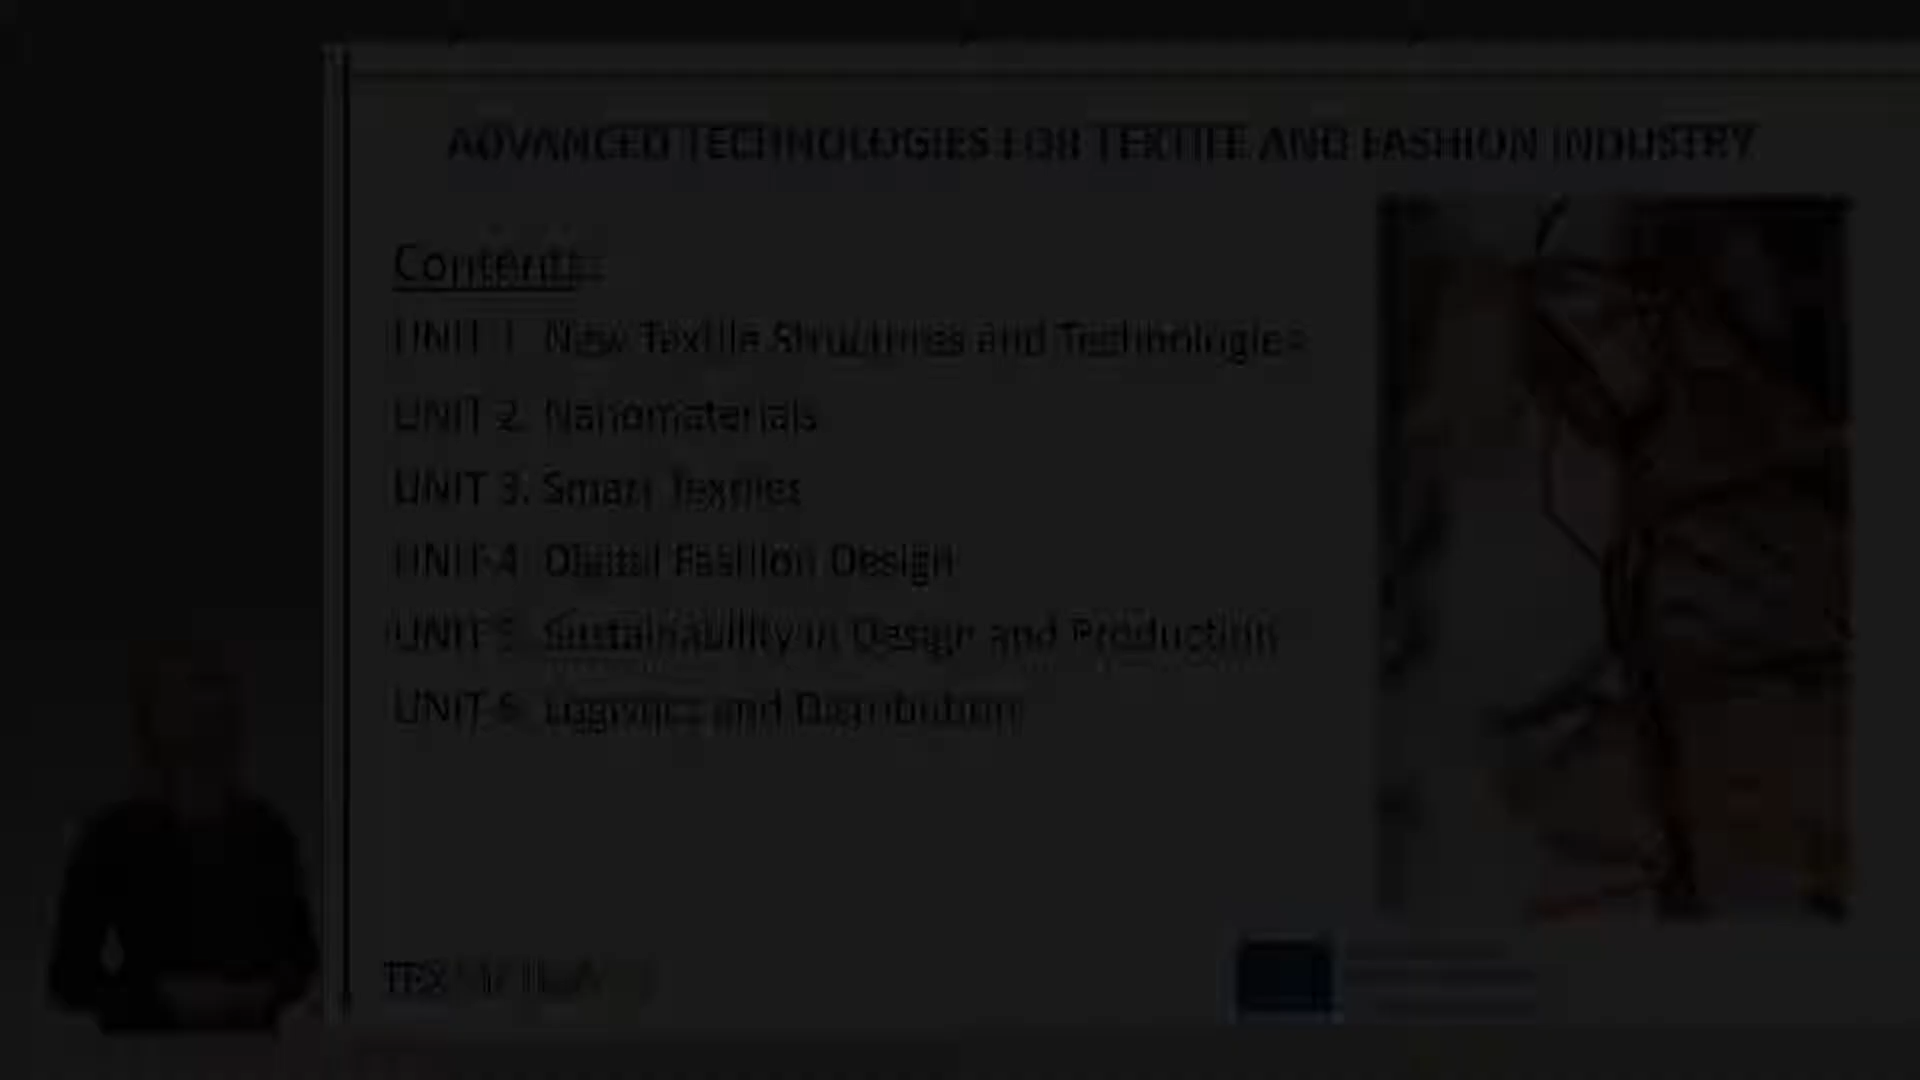 ADVANCED TECHNOLOGIES FOR TEXTILE AND FASHION INDUSTRY
Contents:
UNIT 1. New Textile Structures and Technologies
UNIT 2. Nanomaterials
UNIT 3. Smart Textiles
UNIT 4. Digital Fashion Design
UNIT 5. Sustainability in Design and Production
UNIT 6. Logistics and Distribution